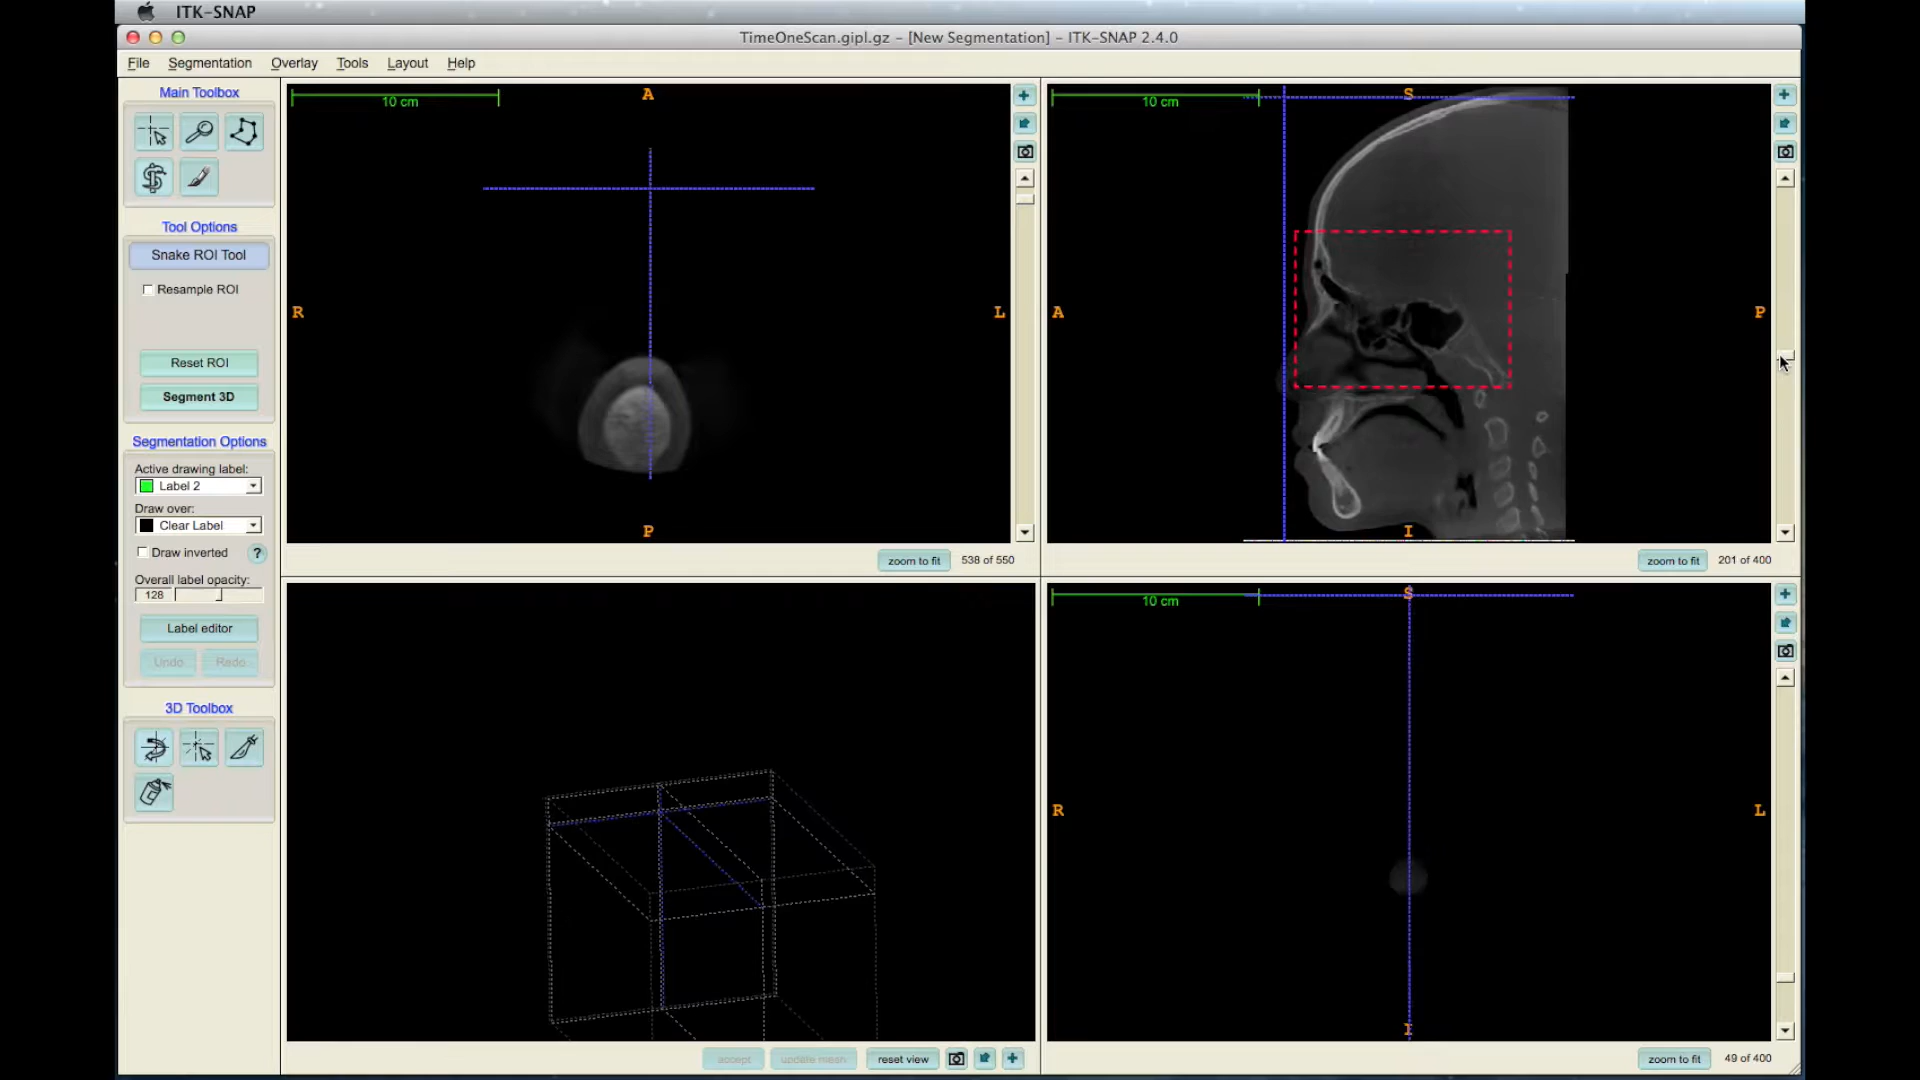 ITK-SNAP
TimeOneScan.gipl.gz – [New Segmentation] – ITK-SNAP 2.4.0
File Segmentation Overlay Tools Layout Help
Main Toolbox
Tool Options
Snake ROI Tool
Resample ROI
Reset ROI
Segment 3D
Segmentation Options
Active drawing label:
Label 2
Draw over:
Clear Label
Draw inverted ?
Overall label opacity:
128
Label editor
Undo Redo
3D Toolbox
10 cm
A
R
L
P
zoom to fit 538 of 550
10 cm
S
A
P
I
zoom to fit 201 of 400
accept update mesh reset view
10 cm
S
R
L
I
zoom to fit 49 of 400